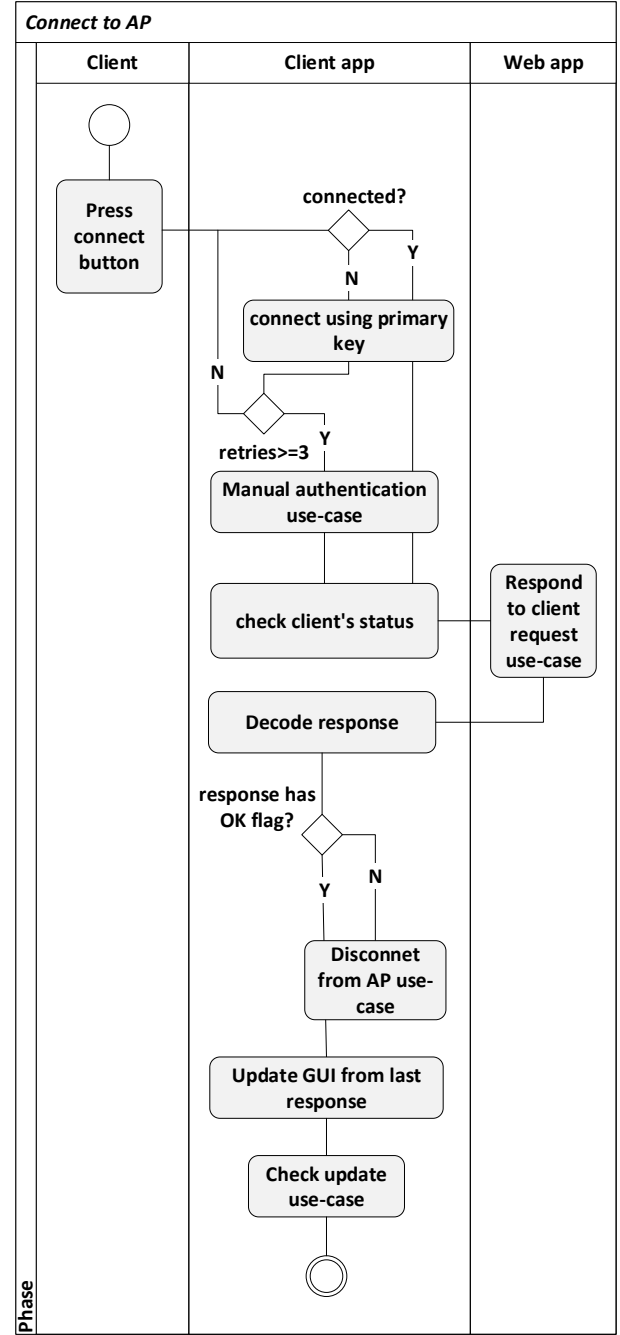 Connect to AP
Client
Client app
Web app
Press
connect
button
connected?
Y
N
connect using primary
key
N
retries>=3
Y
Manual authentication
use-case
check client's status
Respond
to client
request
use-case
Decode response
response has
OK flag?
Y
N
Disconnet
from AP use-
case
Update GUI from last
response
Check update
use-case
Phase